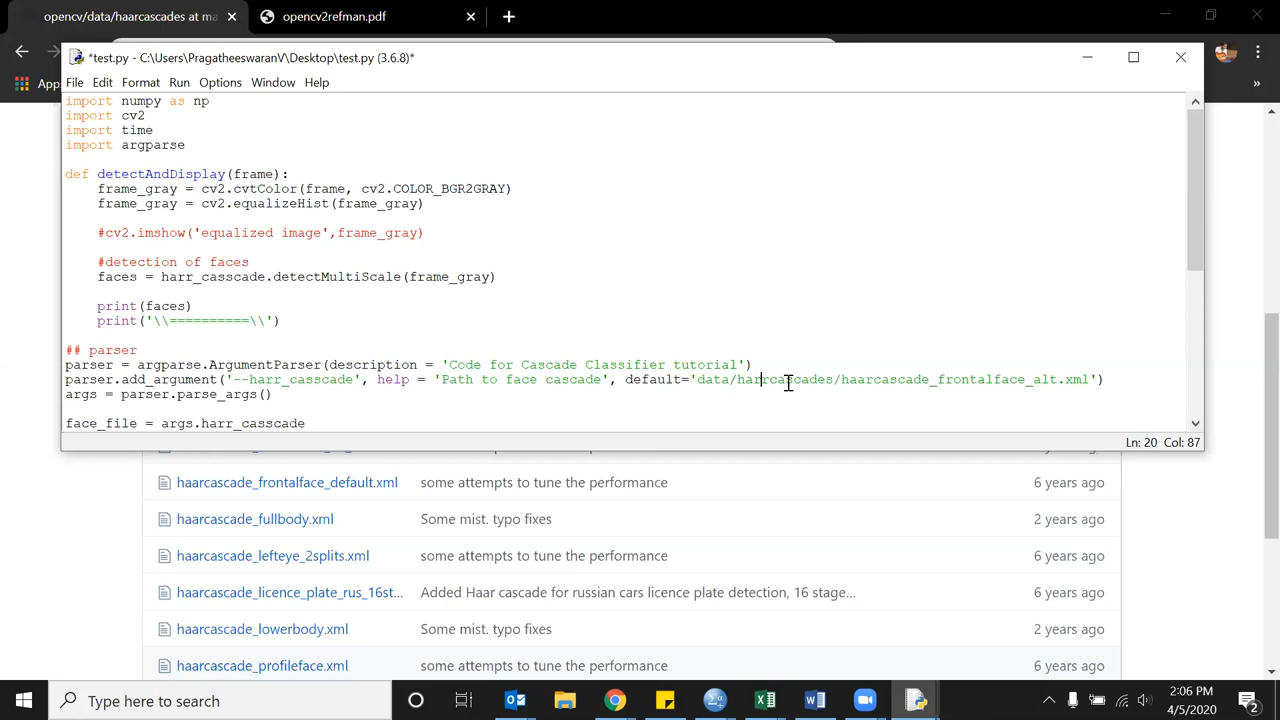 opencv/data/haarcascades at ma
opencv2refman.pdf
App
*test.py - C:\Users\PragatheeswaranV\Desktop\test.py (3.6.8)*
File Edit Format Run Options Window Help
import numpy as np
import cv2
import time
import argparse
def detectAndDisplay(frame):
frame_gray = cv2.cvtColor(frame, cv2.COLOR_BGR2GRAY)
frame_gray = cv2.equalizeHist(frame_gray)
#cv2.imshow('equalized image',frame_gray)
#detection of faces
faces = harr_casscade.detectMultiScale(frame_gray)
print(faces)
print('\\==========\\')
## parser
parser = argparse.ArgumentParser(description = 'Code for Cascade Classifier tutorial')
parser.add_argument('--harr_casscade', help = 'Path to face cascade', default='data/harrcascades/haarcascade_frontalface_alt.xml')
args = parser.parse_args()
face_file = args.harr_casscade
Ln: 20 Col: 87
haarcascade_frontalface_default.xml some attempts to tune the performance 6 years ago
haarcascade_fullbody.xml Some mist. typo fixes 2 years ago
haarcascade_lefteye_2splits.xml some attempts to tune the performance 6 years ago
haarcascade_licence_plate_rus_16st... Added Haar cascade for russian cars licence plate detection, 16 stage... 6 years ago
haarcascade_lowerbody.xml Some mist. typo fixes 2 years ago
haarcascade_profileface.xml some attempts to tune the performance 6 years ago
Type here to search
2:06 PM
4/5/2020
2